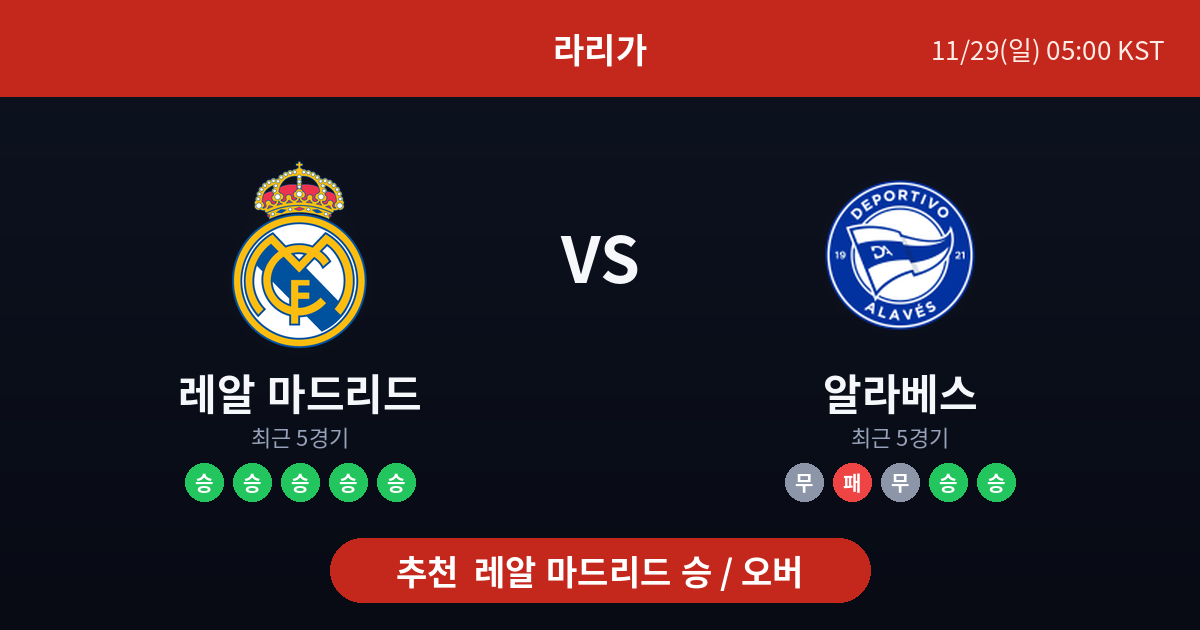 라리가
11/29(일) 05:00 KST
VS
DEPORTIVO
19 DA 21
ALAVÉS
레알 마드리드
알라베스
최근 5경기
최근 5경기
승 승 승 승 승
무 패 무 승 승
추천 레알 마드리드 승 / 오버